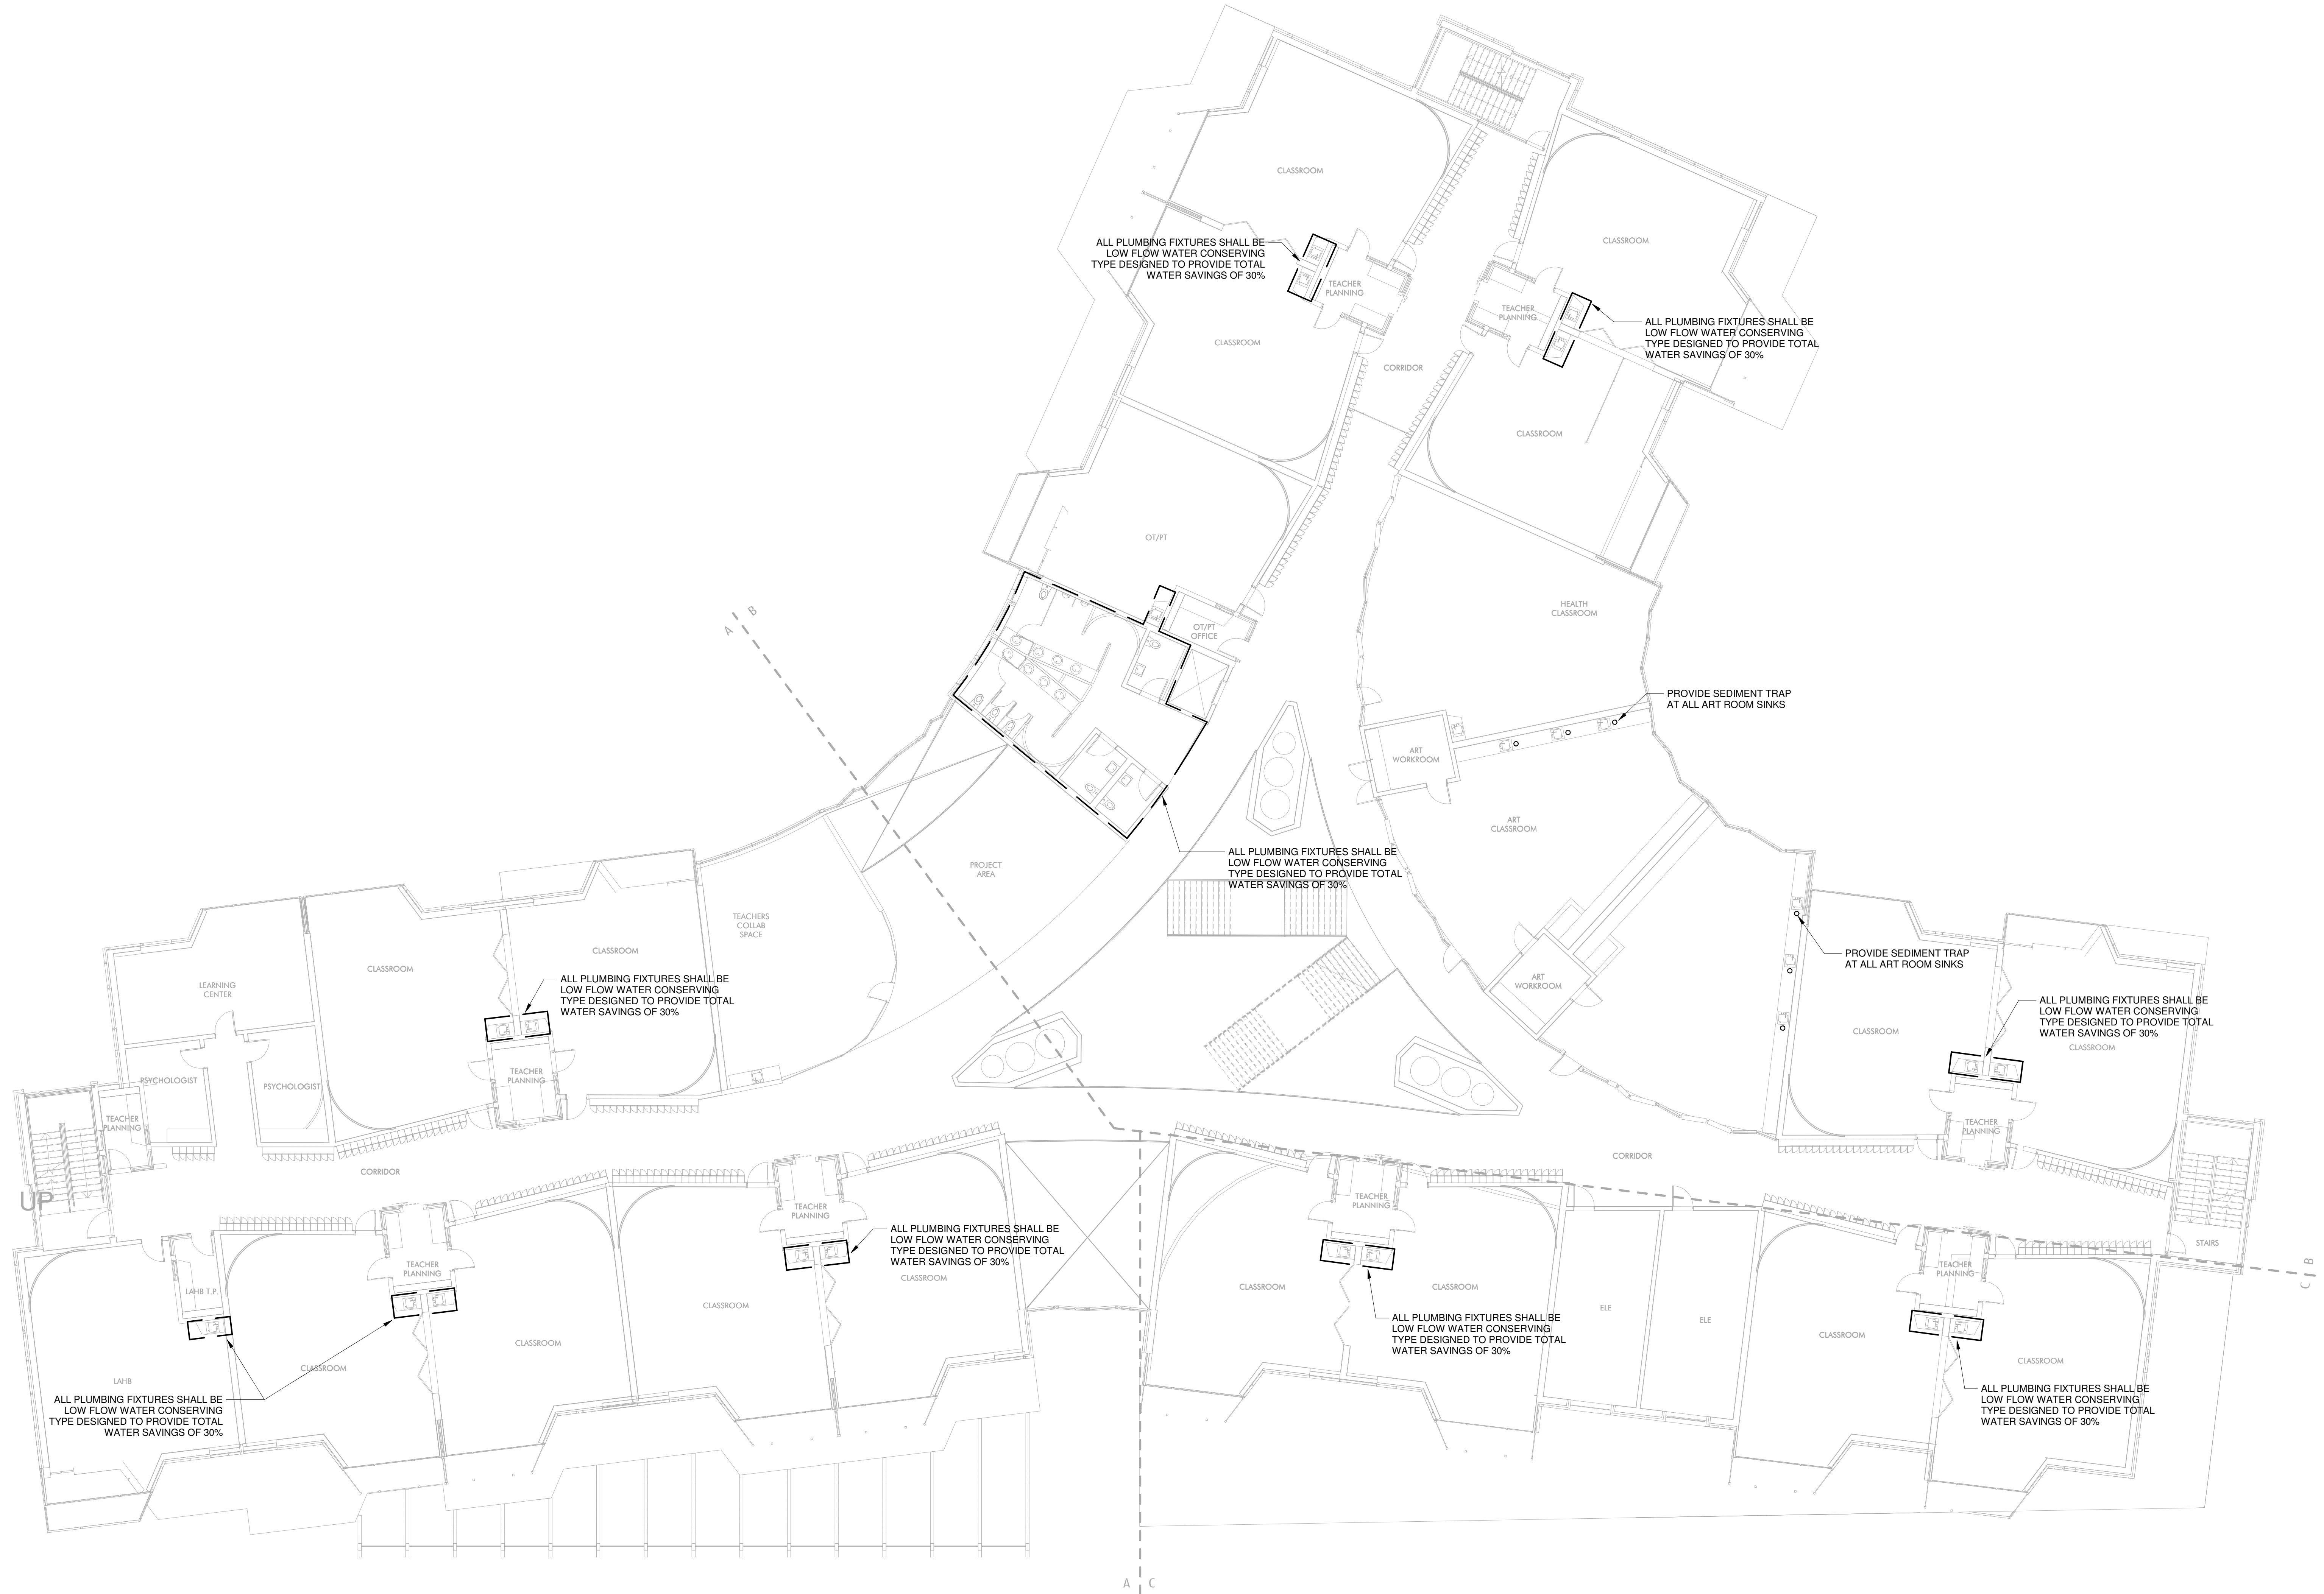 CLASSROOM
CLASSROOM
ALL PLUMBING FIXTURES SHALL BE
LOW FLOW WATER CONSERVING
TYPE DESIGNED TO PROVIDE TOTAL
WATER SAVINGS OF 30%
TEACHER
PLANNING
TEACHER
PLANNING
ALL PLUMBING FIXTURES SHALL BE
LOW FLOW WATER CONSERVING
TYPE DESIGNED TO PROVIDE TOTAL
WATER SAVINGS OF 30%
CLASSROOM
CORRIDOR
CLASSROOM
OT/PT
HEALTH
CLASSROOM
A B
OT/PT
OFFICE
PROVIDE SEDIMENT TRAP
AT ALL ART ROOM SINKS
ART
WORKROOM
ART
CLASSROOM
ALL PLUMBING FIXTURES SHALL BE
LOW FLOW WATER CONSERVING
TYPE DESIGNED TO PROVIDE TOTAL
WATER SAVINGS OF 30%
PROJECT
AREA
TEACHERS
COLLAB
SPACE
CLASSROOM
CLASSROOM
LEARNING
CENTER
ALL PLUMBING FIXTURES SHALL BE
LOW FLOW WATER CONSERVING
TYPE DESIGNED TO PROVIDE TOTAL
WATER SAVINGS OF 30%
ART
WORKROOM
PROVIDE SEDIMENT TRAP
AT ALL ART ROOM SINKS
ALL PLUMBING FIXTURES SHALL BE
LOW FLOW WATER CONSERVING
TYPE DESIGNED TO PROVIDE TOTAL
WATER SAVINGS OF 30%
CLASSROOM
CLASSROOM
PSYCHOLOGIST
PSYCHOLOGIST
TEACHER
PLANNING
TEACHER
PLANNING
TEACHER
PLANNING
CORRIDOR
CORRIDOR
UP
TEACHER
PLANNING
TEACHER
PLANNING
ALL PLUMBING FIXTURES SHALL BE
LOW FLOW WATER CONSERVING
TYPE DESIGNED TO PROVIDE TOTAL
WATER SAVINGS OF 30%
CLASSROOM
STAIRS
C B
TEACHER
PLANNING
TEACHER
PLANNING
LAHB T.P.
CLASSROOM
CLASSROOM
CLASSROOM
ELE
ELE
CLASSROOM
ALL PLUMBING FIXTURES SHALL BE
LOW FLOW WATER CONSERVING
TYPE DESIGNED TO PROVIDE TOTAL
WATER SAVINGS OF 30%
CLASSROOM
CLASSROOM
CLASSROOM
LAHB
CLASSROOM
ALL PLUMBING FIXTURES SHALL BE
LOW FLOW WATER CONSERVING
TYPE DESIGNED TO PROVIDE TOTAL
WATER SAVINGS OF 30%
ALL PLUMBING FIXTURES SHALL BE
LOW FLOW WATER CONSERVING
TYPE DESIGNED TO PROVIDE TOTAL
WATER SAVINGS OF 30%
A C